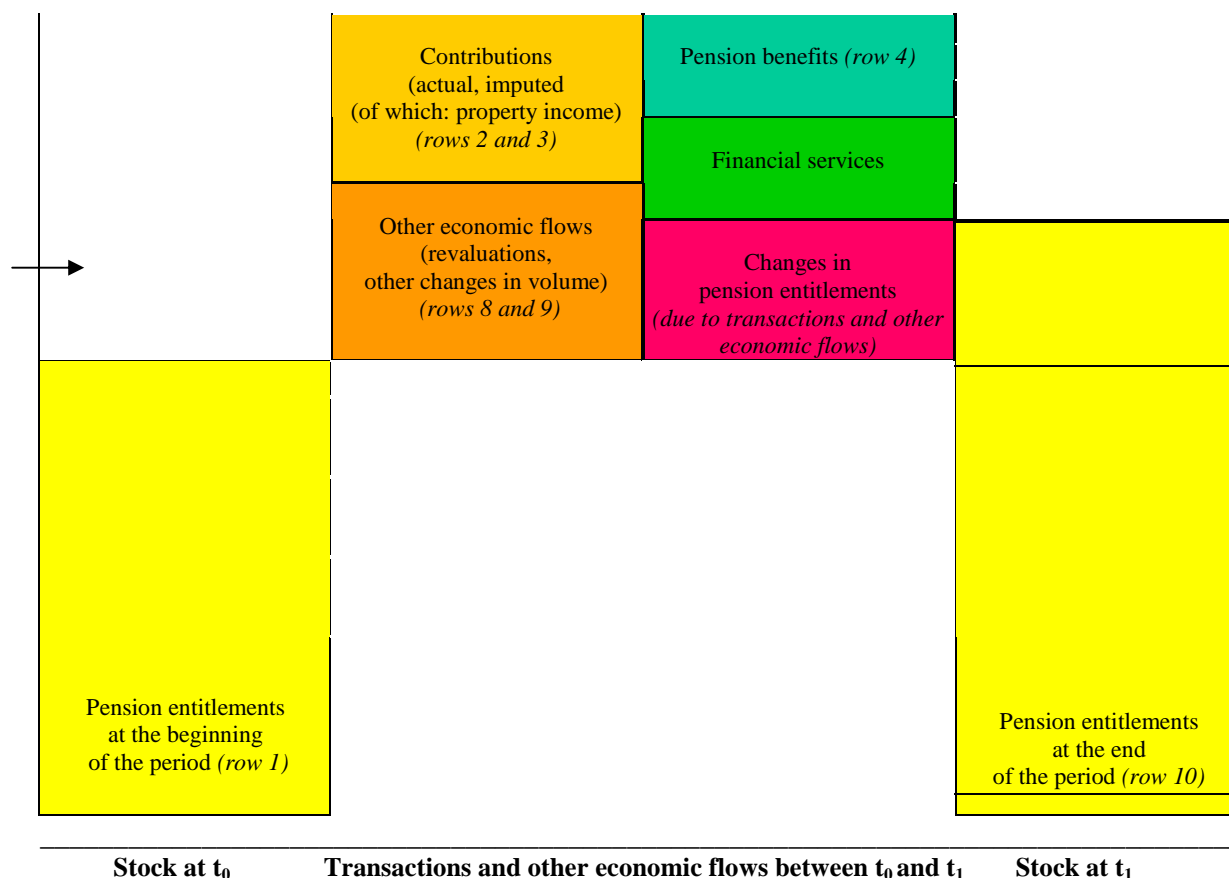 Contributions
(actual, imputed
(of which: property income)
(rows 2 and 3)
Pension benefits (row 4)
Financial services
Other economic flows
(revaluations,
other changes in volume)
(rows 8 and 9)
Changes in
pension entitlements
(due to transactions and other
economic flows)
Pension entitlements
at the beginning
of the period (row 1)
Pension entitlements
at the end
of the period (row 10)
Stock at t0 Transactions and other economic flows between t0 and t1 Stock at t1